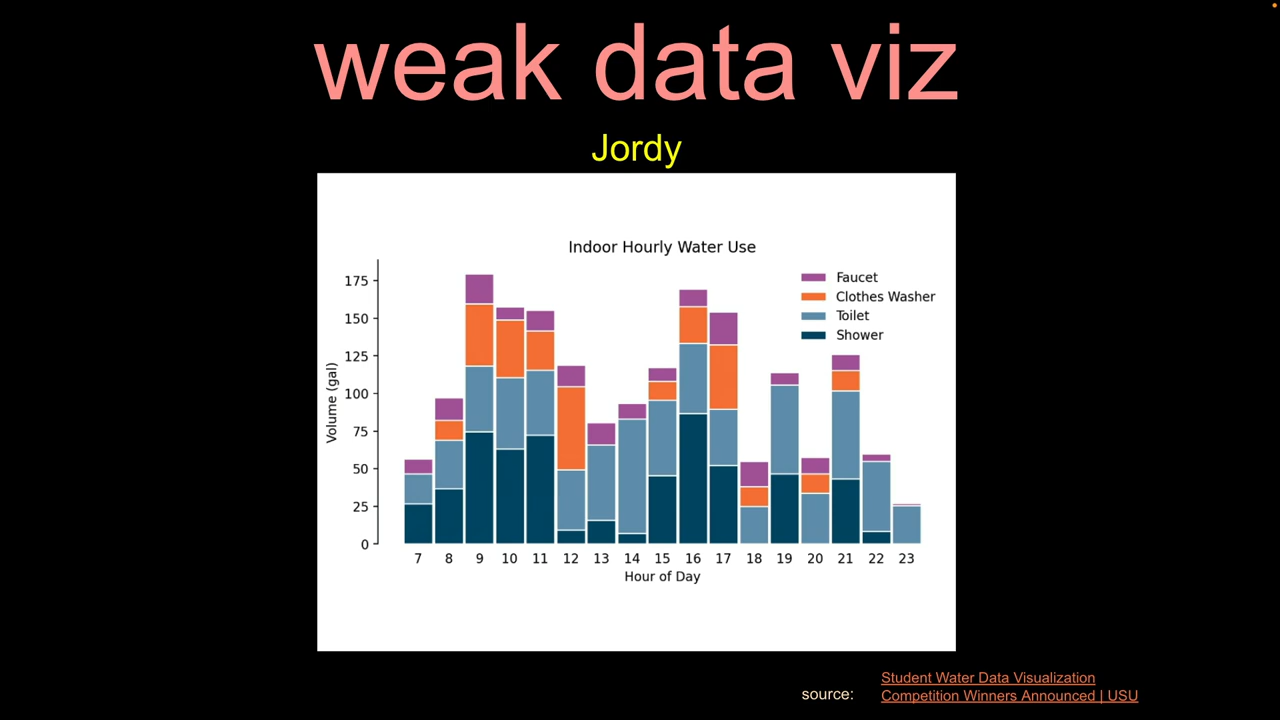 weak data viz
Jordy
Indoor Hourly Water Use
Faucet
Clothes Washer
Toilet
Shower
175
150
125
100
75
50
25
0
Volume (gal)
7 8 9 10 11 12 13 14 15 16 17 18 19 20 21 22 23
Hour of Day
source:
Student Water Data Visualization
Competition Winners Announced | USU